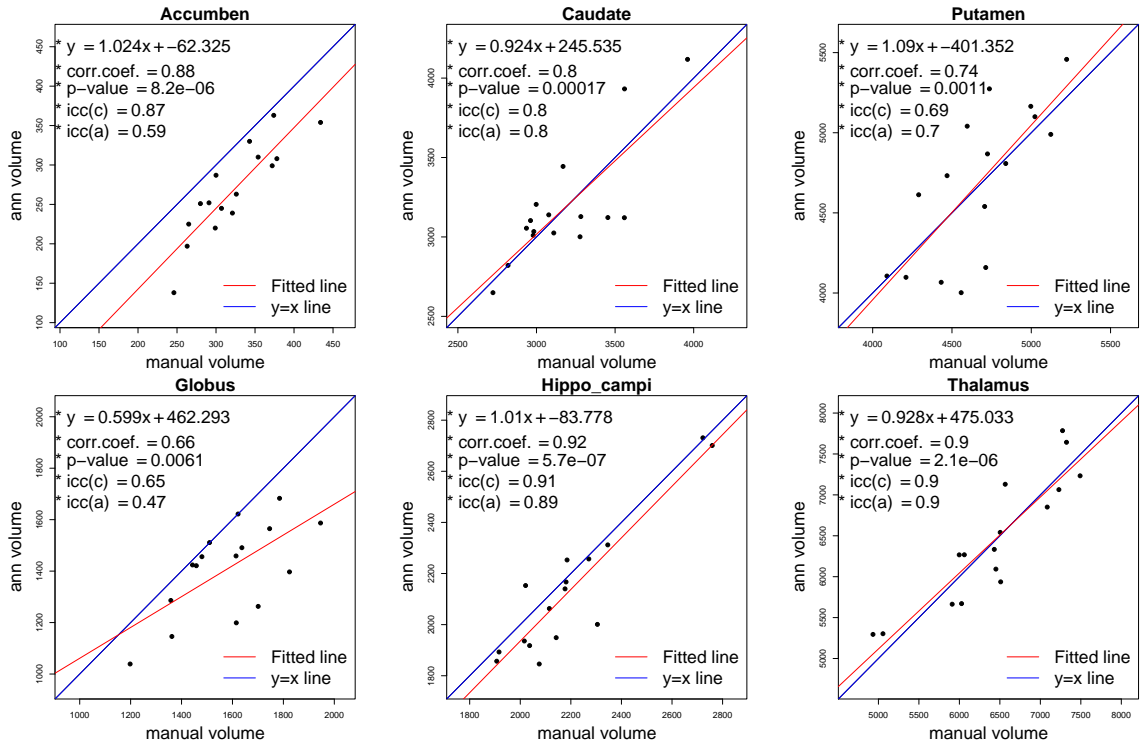 Accumben
* y = 1.024x+−62.325
* corr.coef. = 0.88
* p−value = 8.2e−06
* icc(c) = 0.87
* icc(a) = 0.59
Fitted line
y=x line
100 150 200 250 300 350 400 450
100 150 200 250 300 350 400 450
manual volume
ann volume
Caudate
* y = 0.924x+245.535
* corr.coef. = 0.8
* p−value = 0.00017
* icc(c) = 0.8
* icc(a) = 0.8
Fitted line
y=x line
2500 3000 3500 4000
2500 3000 3500 4000
manual volume
ann volume
Putamen
* y = 1.09x+−401.352
* corr.coef. = 0.74
* p−value = 0.0011
* icc(c) = 0.69
* icc(a) = 0.7
Fitted line
y=x line
4000 4500 5000 5500
4000 4500 5000 5500
manual volume
ann volume
Globus
* y = 0.599x+462.293
* corr.coef. = 0.66
* p−value = 0.0061
* icc(c) = 0.65
* icc(a) = 0.47
Fitted line
y=x line
1000 1200 1400 1600 1800 2000
1000 1200 1400 1600 1800 2000
manual volume
ann volume
Hippo_campi
* y = 1.01x+−83.778
* corr.coef. = 0.92
* p−value = 5.7e−07
* icc(c) = 0.91
* icc(a) = 0.89
Fitted line
y=x line
1800 2000 2200 2400 2600 2800
1800 2000 2200 2400 2600 2800
manual volume
ann volume
Thalamus
* y = 0.928x+475.033
* corr.coef. = 0.9
* p−value = 2.1e−06
* icc(c) = 0.9
* icc(a) = 0.9
Fitted line
y=x line
5000 5500 6000 6500 7000 7500 8000
5000 5500 6000 6500 7000 7500 8000
manual volume
ann volume